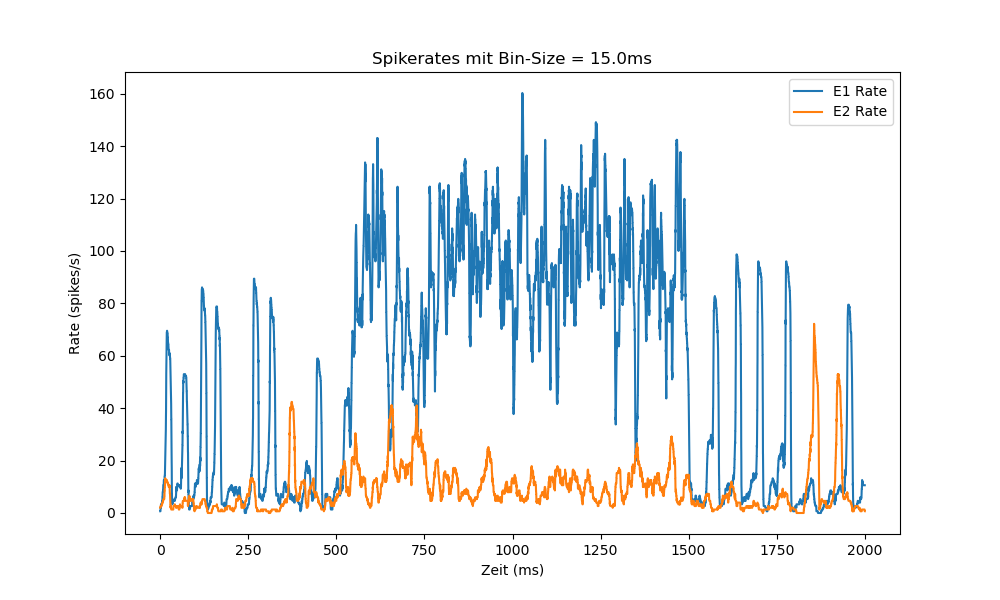 Spikerates mit Bin-Size = 15.0ms
E1 Rate
E2 Rate
160
140
120
100
80
60
40
20
0
Rate (spikes/s)
0 250 500 750 1000 1250 1500 1750 2000
Zeit (ms)